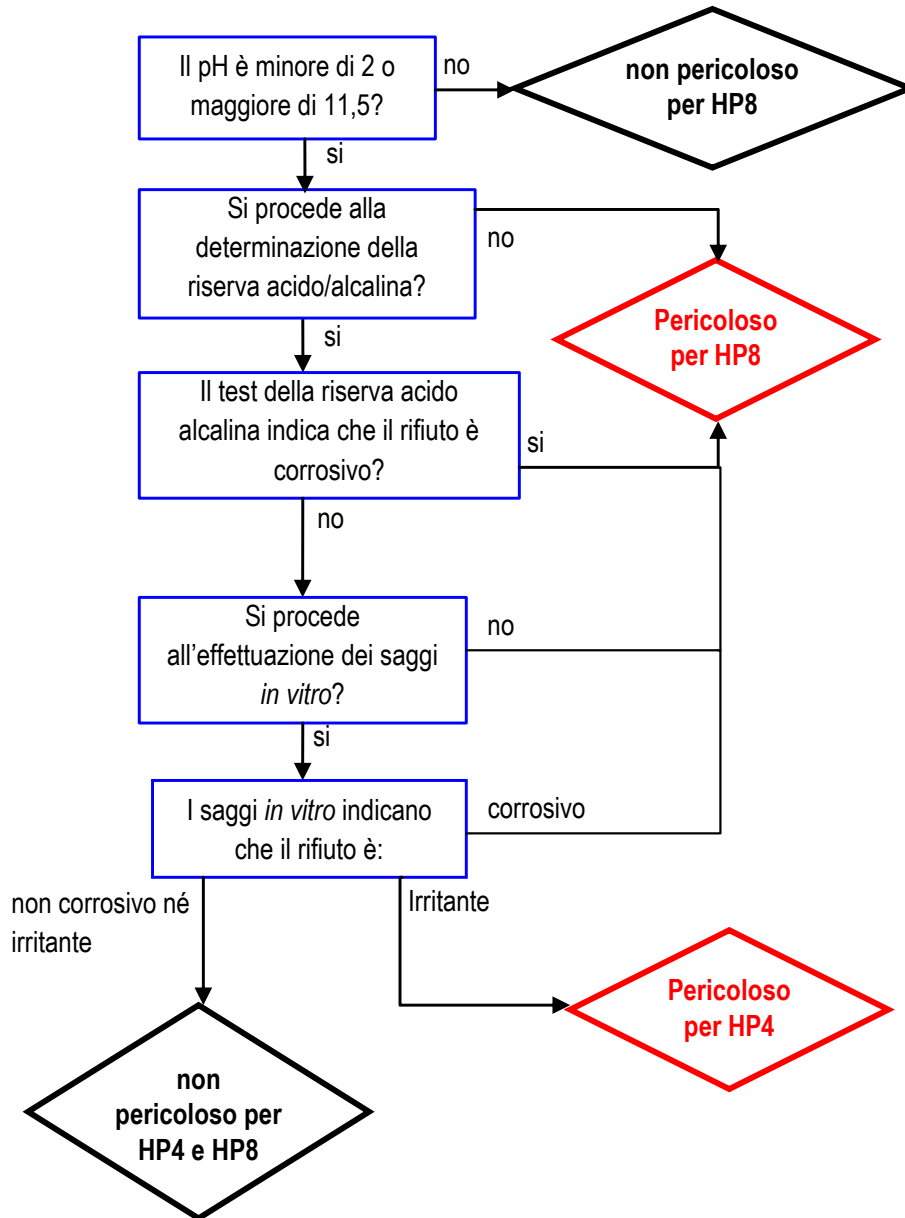 Il pH è minore di 2 o
maggiore di 11,5?
no
non pericoloso
per HP8
si
Si procede alla
determinazione della
riserva acido/alcalina?
no
Pericoloso
per HP8
si
Il test della riserva acido
alcalina indica che il rifiuto è
corrosivo?
si
no
Si procede
all’effettuazione dei saggi
in vitro?
no
si
I saggi in vitro indicano
che il rifiuto è:
corrosivo
non corrosivo né
irritante
Irritante
Pericoloso
per HP4
non
pericoloso per
HP4 e HP8